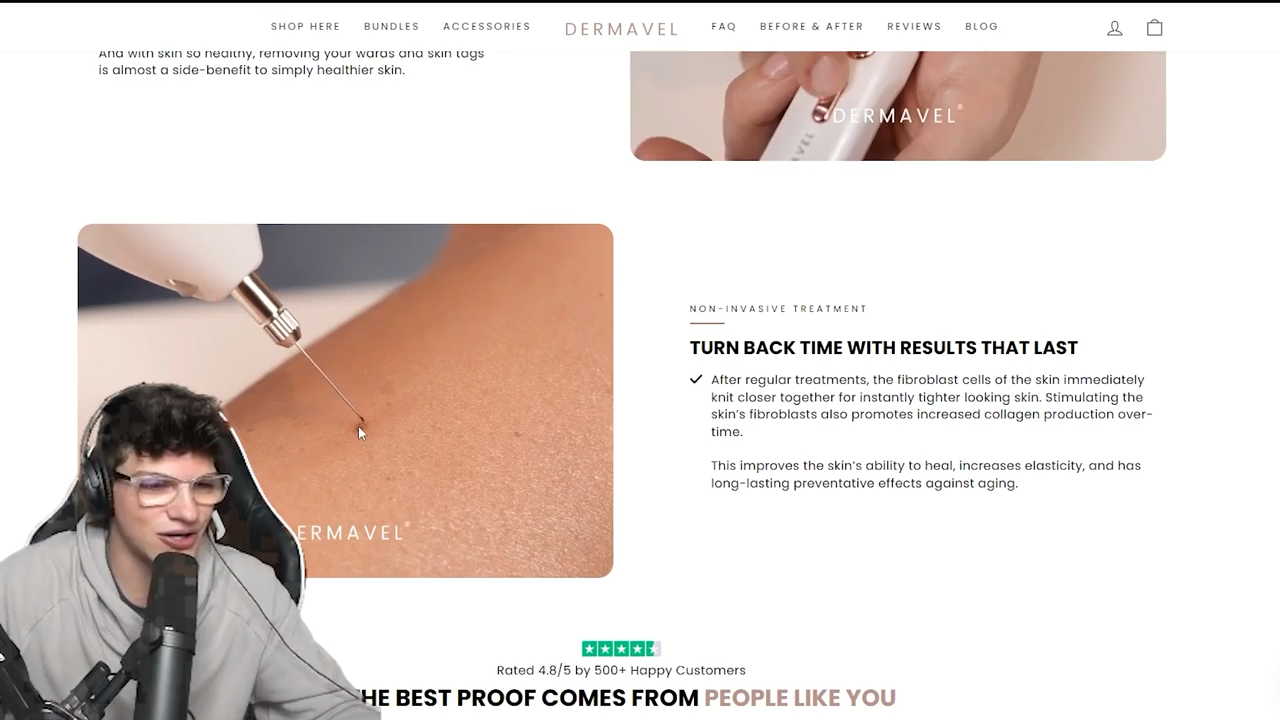 SHOP HERE BUNDLES ACCESSORIES DERMAVEL FAQ BEFORE & AFTER REVIEWS BLOG
And with skin so healthy, removing your wards and skin tags
is almost a side-benefit to simply healthier skin.
DERMAVEL
NON-INVASIVE TREATMENT
TURN BACK TIME WITH RESULTS THAT LAST
After regular treatments, the fibroblast cells of the skin immediately
knit closer together for instantly tighter looking skin. Stimulating the
skin's fibroblasts also promotes increased collagen production over-
time.
This improves the skin's ability to heal, increases elasticity, and has
long-lasting preventative effects against aging.
ERMAVEL
Rated 4.8/5 by 500+ Happy Customers
HE BEST PROOF COMES FROM PEOPLE LIKE YOU